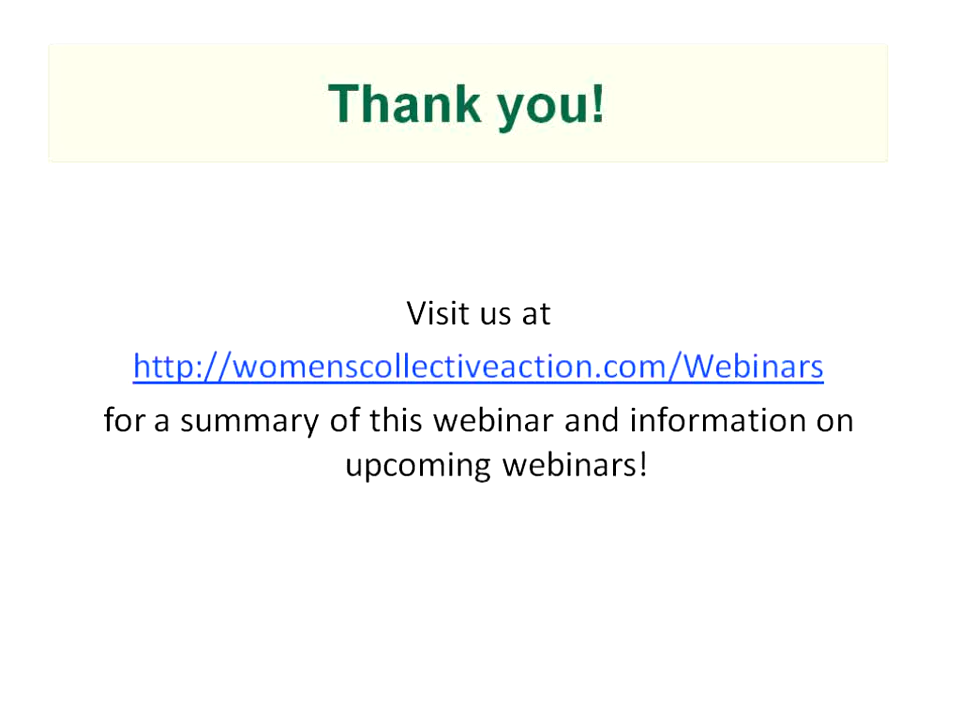 Thank you!
Visit us at
http://womenscollectiveaction.com/Webinars
for a summary of this webinar and information on
upcoming webinars!